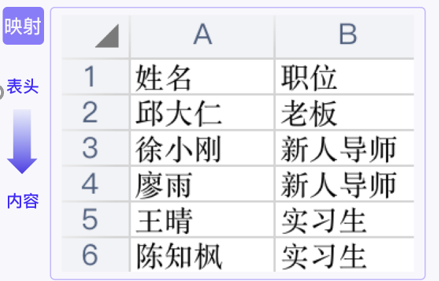 映射
表头
内容
A B
1 姓名 职位
2 邱大仁 老板
3 徐小刚 新人导师
4 廖雨 新人导师
5 王晴 实习生
6 陈知枫 实习生